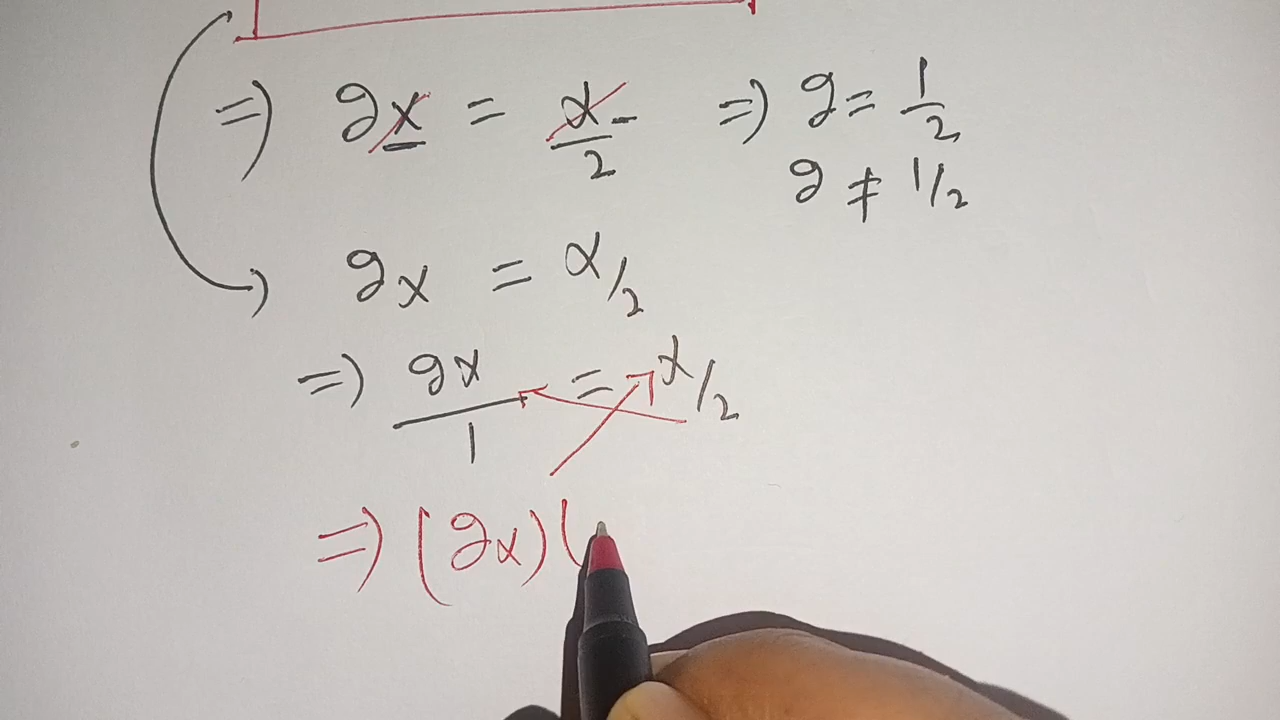 =) 2x = x/2 =) 2 = 1/2
2 ≠ 1/2
2x = x/2
=) 2x/1 = x/2
=) (2x)(